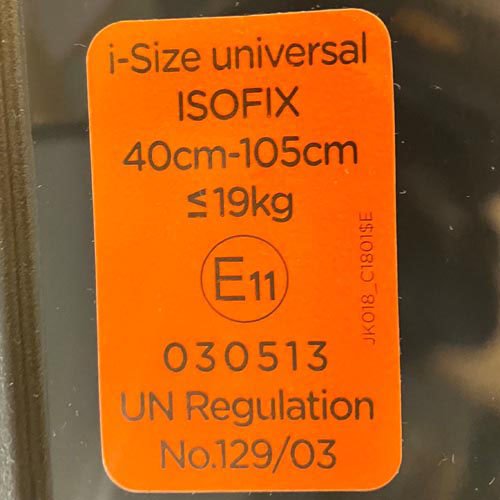 i-Size universal
ISOFIX
40cm-105cm
≤19kg
E11
030513
UN Regulation
No.129/03
JK018_C1801$E